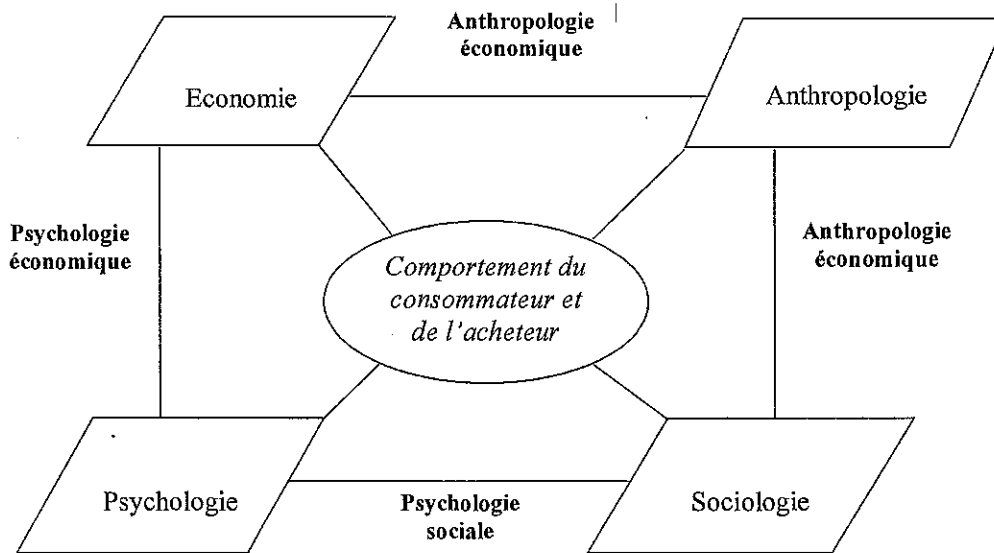 Anthropologie
économique
Economie
Anthropologie
Psychologie
économique
Anthropologie
économique
Comportement du
consommateur et
de l'acheteur
Psychologie
Psychologie
sociale
Sociologie